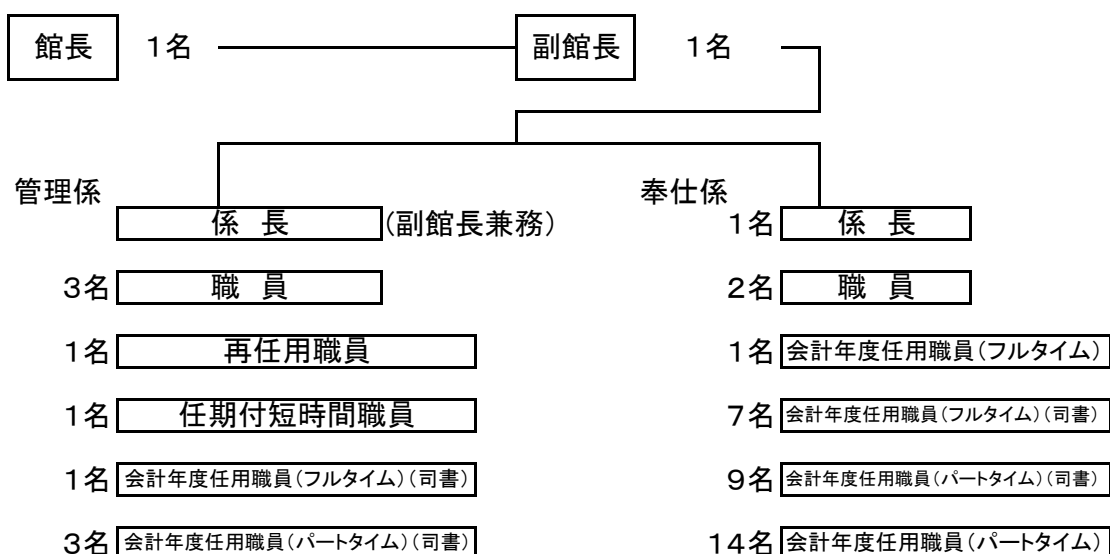 館長 1名 副館長 1名
管理係
係 長 (副館長兼務)
3名 職 員
1名 再任用職員
1名 任期付短時間職員
1名 会計年度任用職員(フルタイム)(司書)
3名 会計年度任用職員(パートタイム)(司書)
奉仕係
1名 係 長
2名 職 員
1名 会計年度任用職員(フルタイム)
7名 会計年度任用職員(フルタイム)(司書)
9名 会計年度任用職員(パートタイム)(司書)
14名 会計年度任用職員(パートタイム)